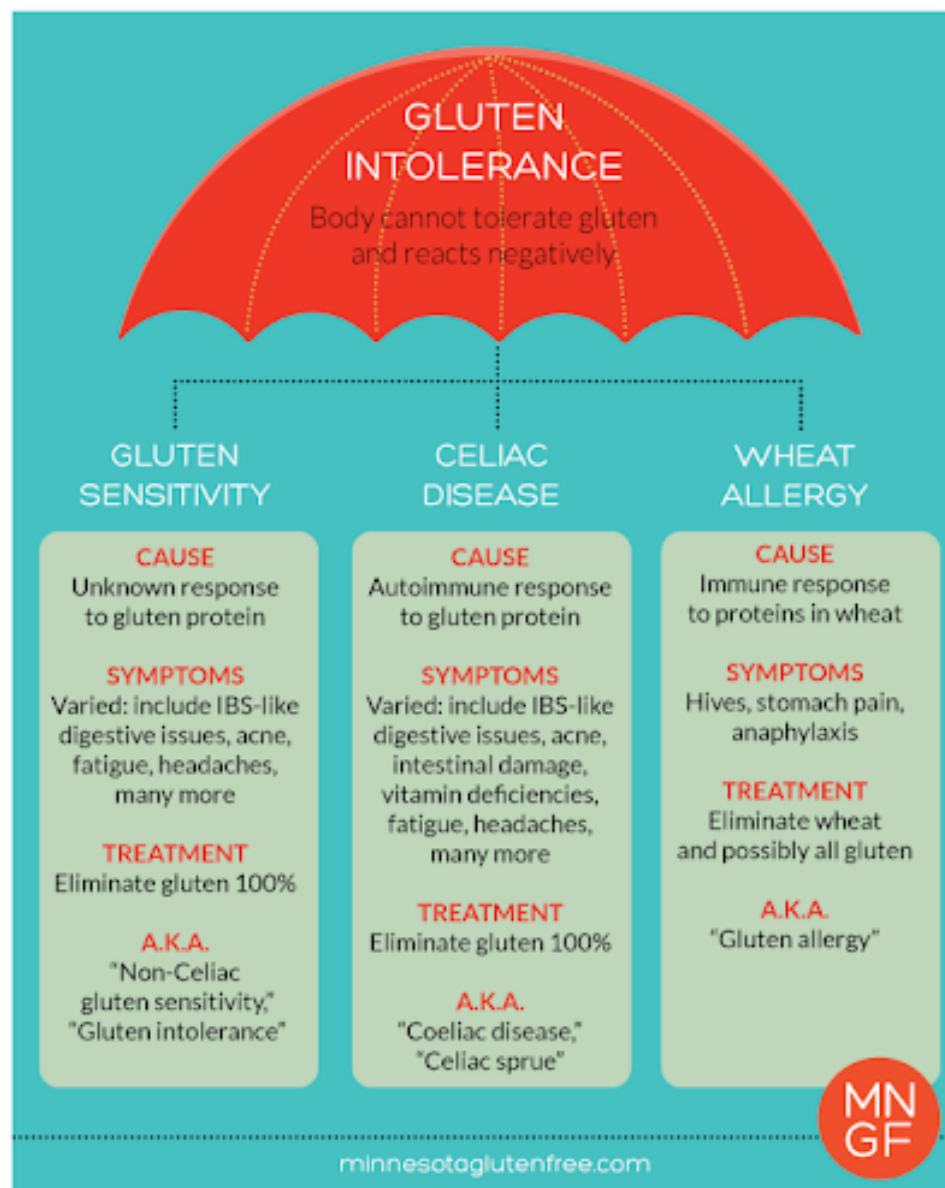 GLUTEN
INTOLERANCE
Body cannot tolerate gluten
and reacts negatively
GLUTEN
SENSITIVITY
CAUSE
Unknown response
to gluten protein
SYMPTOMS
Varied: include IBS-like
digestive issues, acne,
fatigue, headaches,
many more
TREATMENT
Eliminate gluten 100%
A.K.A.
“Non-Celiac
gluten sensitivity,”
“Gluten intolerance”
CELIAC
DISEASE
CAUSE
Autoimmune response
to gluten protein
SYMPTOMS
Varied: include IBS-like
digestive issues, acne,
intestinal damage,
vitamin deficiencies,
fatigue, headaches,
many more
TREATMENT
Eliminate gluten 100%
A.K.A.
“Coeliac disease,”
“Celiac sprue”
WHEAT
ALLERGY
CAUSE
Immune response
to proteins in wheat
SYMPTOMS
Hives, stomach pain,
anaphylaxis
TREATMENT
Eliminate wheat
and possibly all gluten
A.K.A.
“Gluten allergy”
MN
GF
minnesotaglutenfree.com